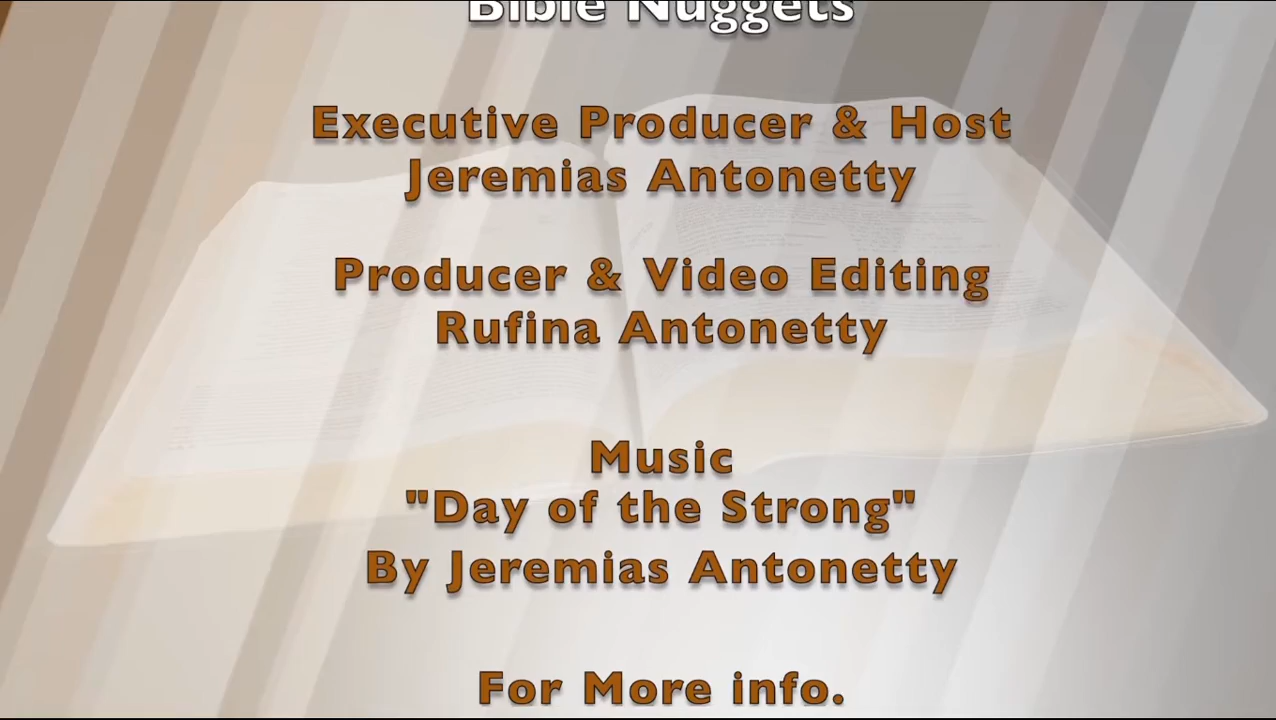 Bible Nuggets
Executive Producer & Host
Jeremias Antonetty
Producer & Video Editing
Rufina Antonetty
Music
"Day of the Strong"
By Jeremias Antonetty
For More info.